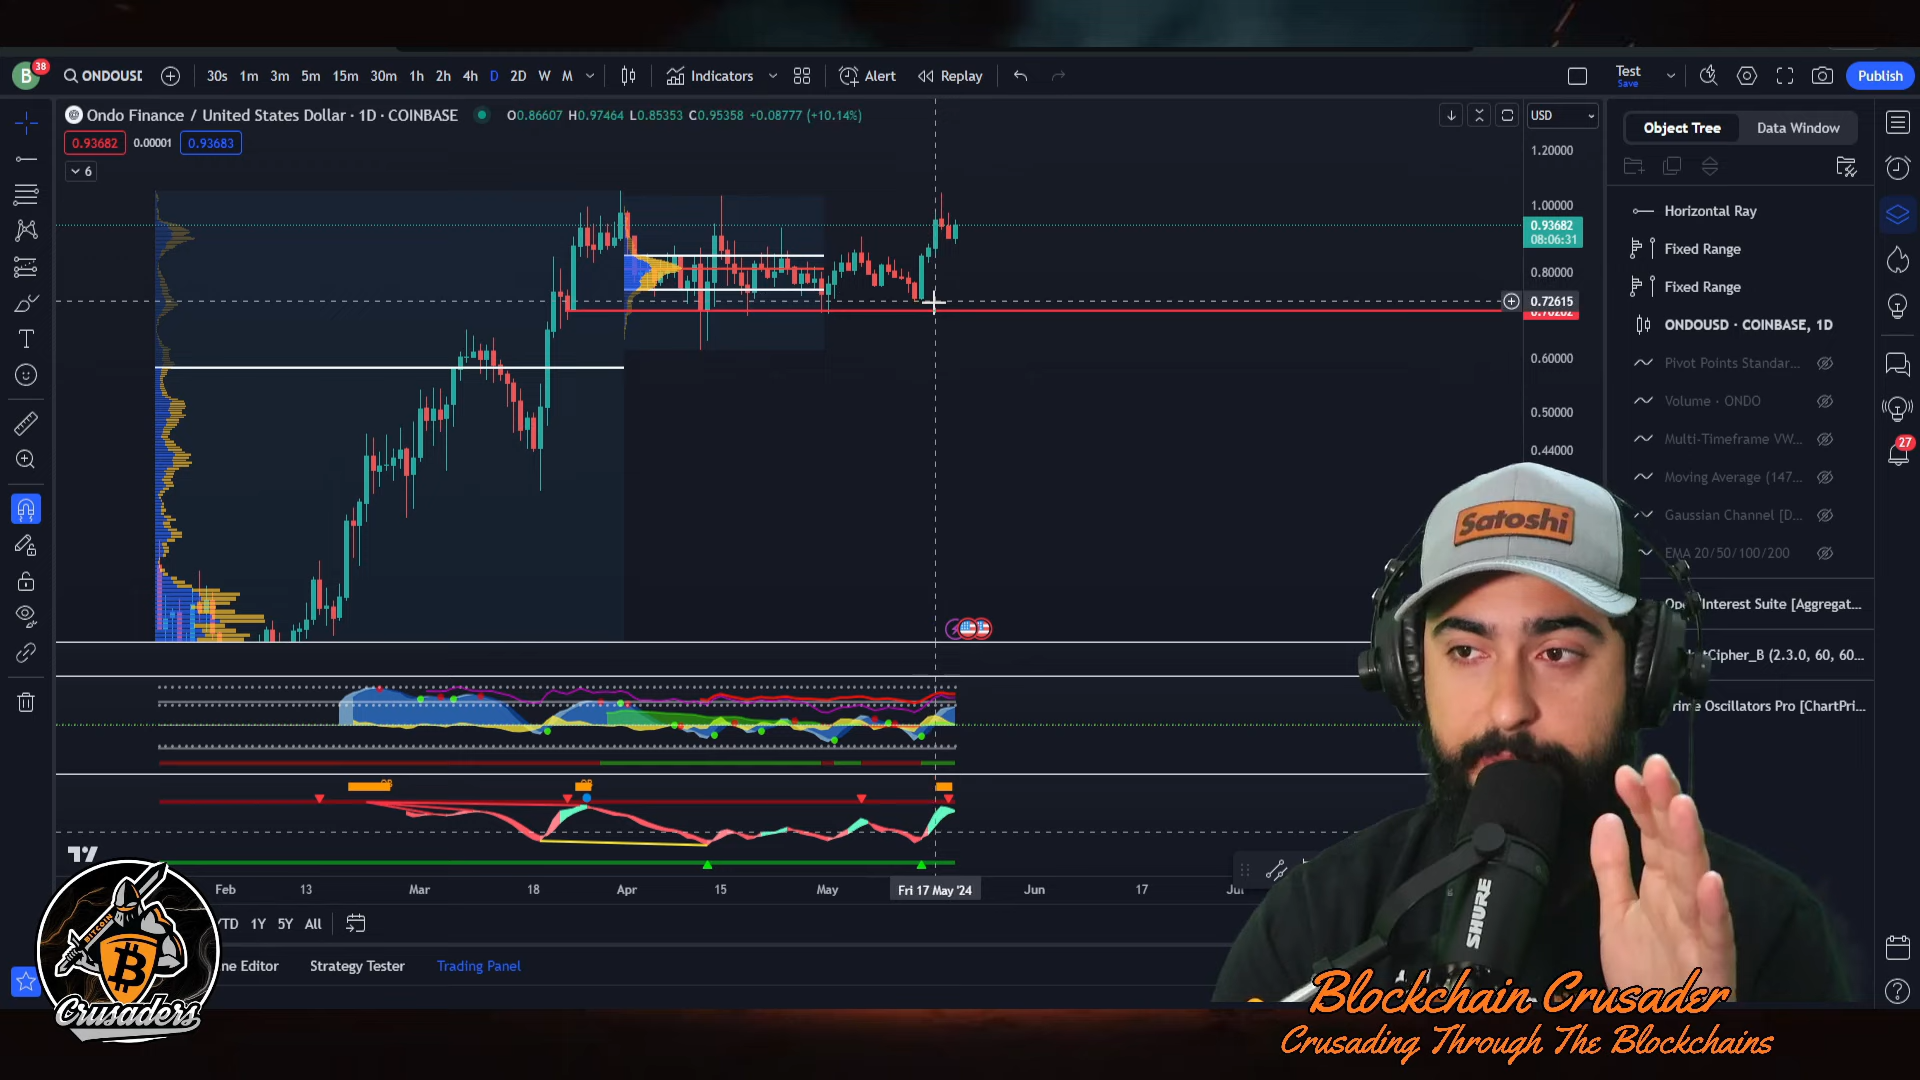 B 38 ONDOUSD 30s 1m 3m 5m 15m 30m 1h 2h 4h D 2D W M Indicators Alert Replay Test Save Publish
Ondo Finance / United States Dollar · 1D · COINBASE O0.86607 H0.97464 L0.85353 C0.95358 +0.08777 (+10.14%) USD
0.93682 0.00001 0.93683
6
1.20000
1.00000
0.93682
08:06:31
0.80000
0.72615
0.60000
0.50000
0.44000
Object Tree Data Window
Horizontal Ray
Fixed Range
Fixed Range
ONDOUSD · COINBASE, 1D
Pivot Points Standar...
Volume · ONDO
Multi-Timeframe VW...
Moving Average (147...
Gaussian Channel [D...
EMA 20/50/100/200
Interest Suite [Aggregat...
Cipher_B (2.3.0, 60, 60...
Oscillators Pro [ChartPri...
27
Satoshi
SHURE
Feb 13 Mar 18 Apr 15 May Fri 17 May '24 Jun 17
YTD 1Y 5Y All
Editor Strategy Tester Trading Panel
BITCOIN
B
Crusaders
Blockchain Crusader
Crusading Through The Blockchains